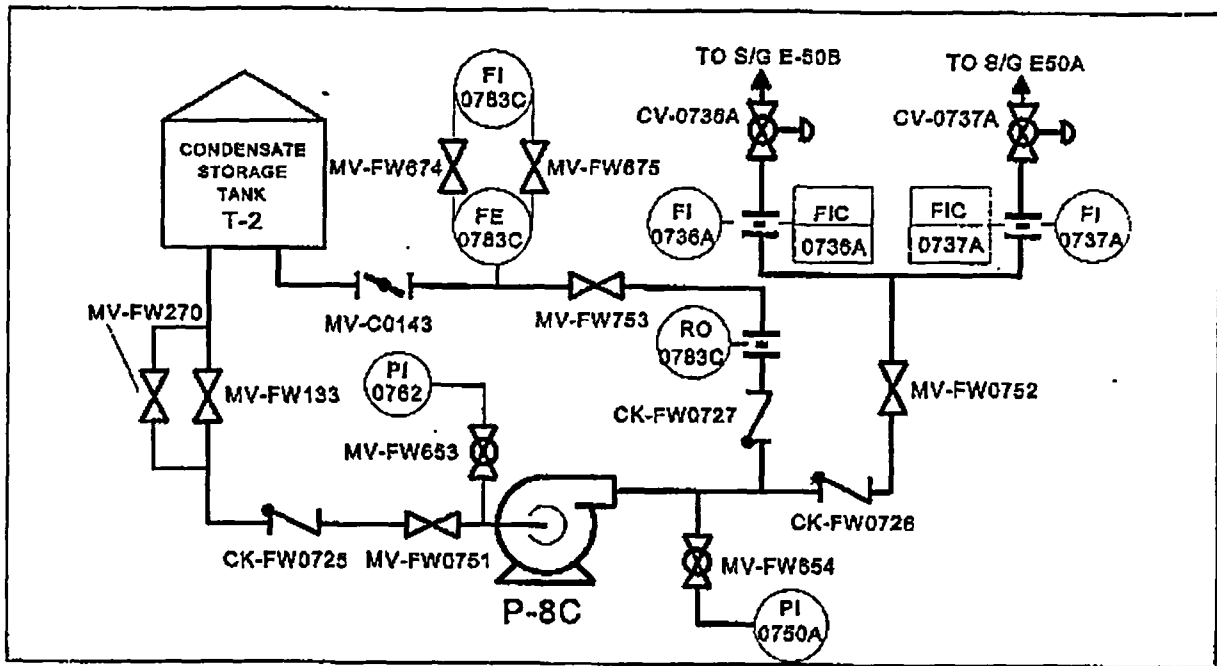 TO S/G E-50B
TO S/G E50A
FI
0783C
CV-0736A
CV-0737A
CONDENSATE
STORAGE
TANK
T-2
MV-FW674
MV-FW675
FE
0783C
FI
0736A
FIC
0736A
FIC
0737A
FI
0737A
MV-FW270
MV-C0143
MV-FW753
RO
0783C
MV-FW133
PI
0762
CK-FW0727
MV-FW0752
MV-FW653
CK-FW0725
MV-FW0751
CK-FW0726
MV-FW654
P-8C
PI
0750A